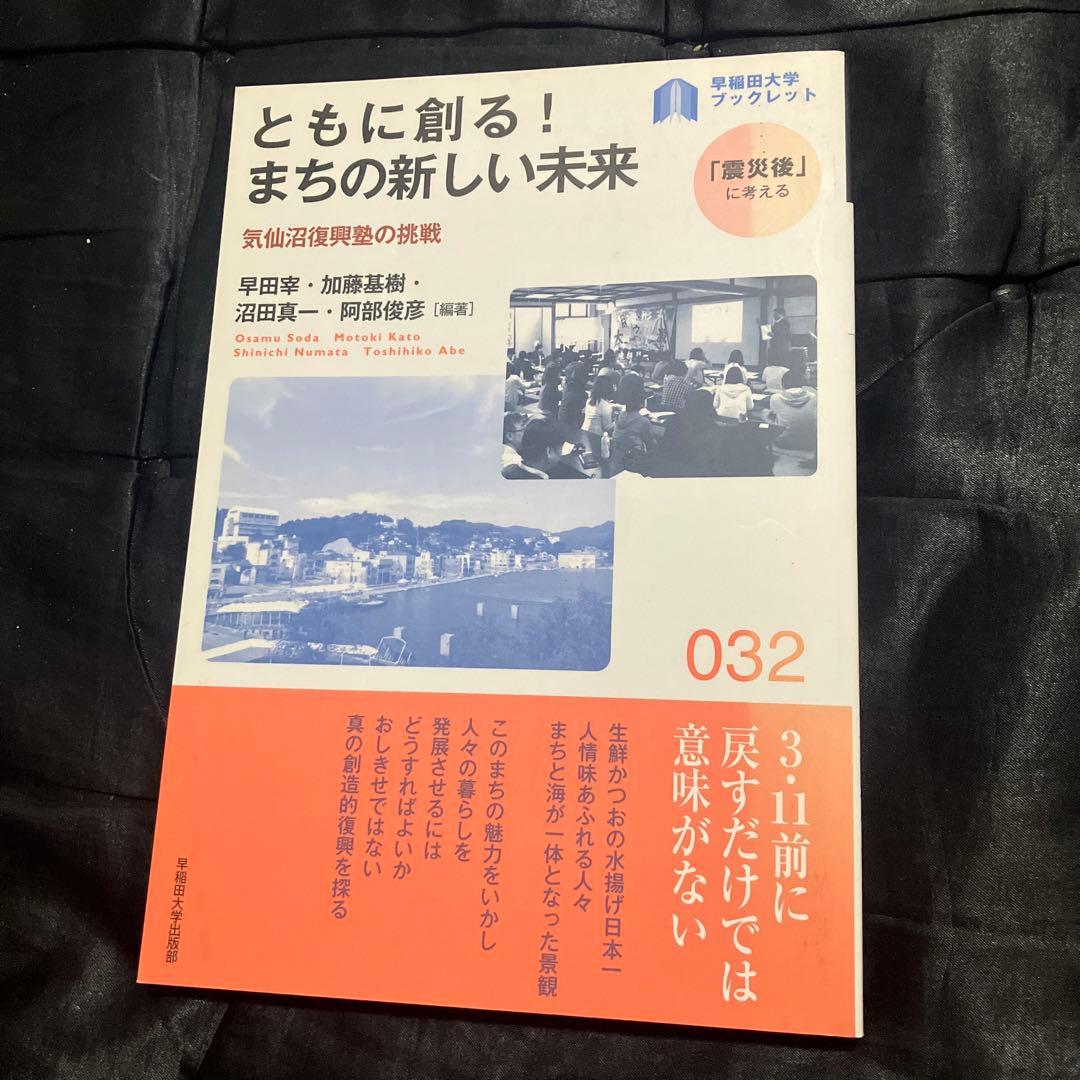 早稲田大学
ブックレット
「震災後」
に考える
ともに創る！
まちの新しい未来
気仙沼復興塾の挑戦
早田宰・加藤基樹・
沼田真一・阿部俊彦［編著］
Osamu Soda Motoki Kato
Shinichi Numata Toshihiko Abe
032
3・11前に
戻すだけでは
意味がない
生鮮かつおの水揚げ日本一
人情味あふれる人々
まちと海が一体となった景観
このまちの魅力をいかし
人々の暮らしを
発展させるには
どうすればよいか
おしきせではない
真の創造的復興を探る
早稲田大学出版部